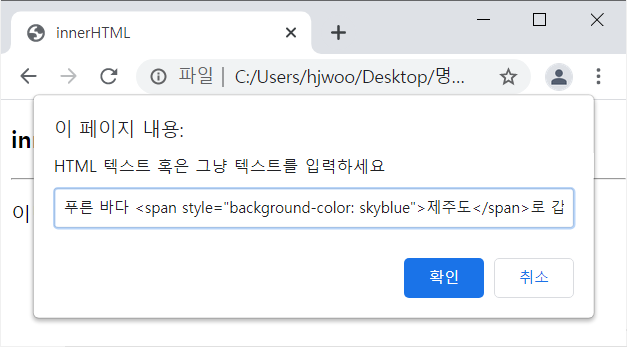 innerHTML
파일 | C:/Users/hjwoo/Desktop/명...
이 페이지 내용:
HTML 텍스트 혹은 그냥 텍스트를 입력하세요
푸른 바다 <span style="background-color: skyblue">제주도</span>로 갑
확인 취소
이